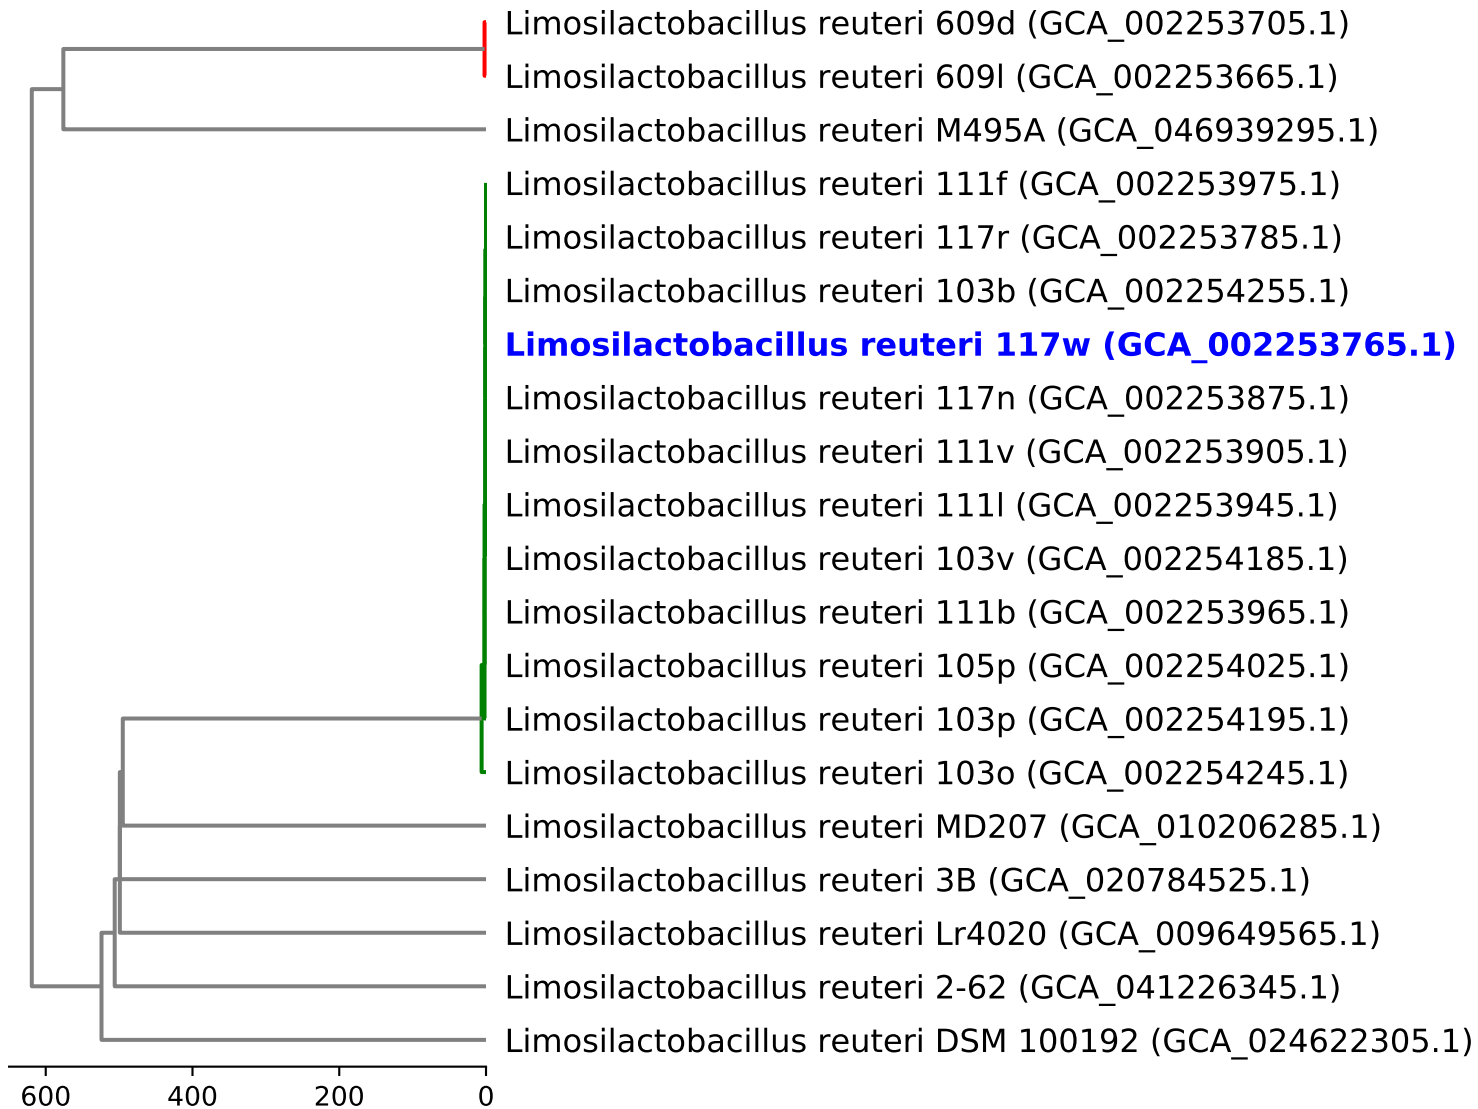 Limosilactobacillus reuteri 609d (GCA_002253705.1)
Limosilactobacillus reuteri 609l (GCA_002253665.1)
Limosilactobacillus reuteri M495A (GCA_046939295.1)
Limosilactobacillus reuteri 111f (GCA_002253975.1)
Limosilactobacillus reuteri 117r (GCA_002253785.1)
Limosilactobacillus reuteri 103b (GCA_002254255.1)
Limosilactobacillus reuteri 117w (GCA_002253765.1)
Limosilactobacillus reuteri 117n (GCA_002253875.1)
Limosilactobacillus reuteri 111v (GCA_002253905.1)
Limosilactobacillus reuteri 111l (GCA_002253945.1)
Limosilactobacillus reuteri 103v (GCA_002254185.1)
Limosilactobacillus reuteri 111b (GCA_002253965.1)
Limosilactobacillus reuteri 105p (GCA_002254025.1)
Limosilactobacillus reuteri 103p (GCA_002254195.1)
Limosilactobacillus reuteri 103o (GCA_002254245.1)
Limosilactobacillus reuteri MD207 (GCA_010206285.1)
Limosilactobacillus reuteri 3B (GCA_020784525.1)
Limosilactobacillus reuteri Lr4020 (GCA_009649565.1)
Limosilactobacillus reuteri 2-62 (GCA_041226345.1)
Limosilactobacillus reuteri DSM 100192 (GCA_024622305.1)
600 400 200 0